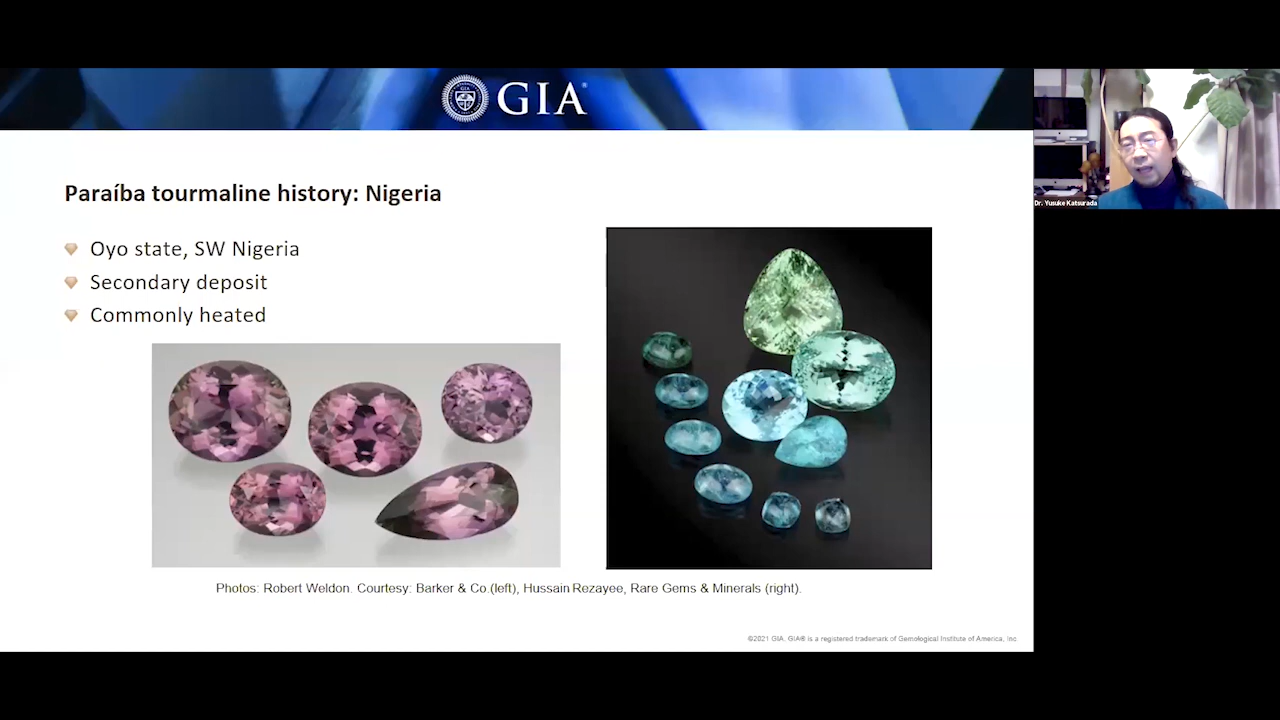 GIA®
Paraíba tourmaline history: Nigeria
Oyo state, SW Nigeria
Secondary deposit
Commonly heated
Photos: Robert Weldon. Courtesy: Barker & Co.(left), Hussain Rezayee, Rare Gems & Minerals (right).
©2021 GIA. GIA® is a registered trademark of Gemological Institute of America, Inc.
Dr. Yusuke Katsurada